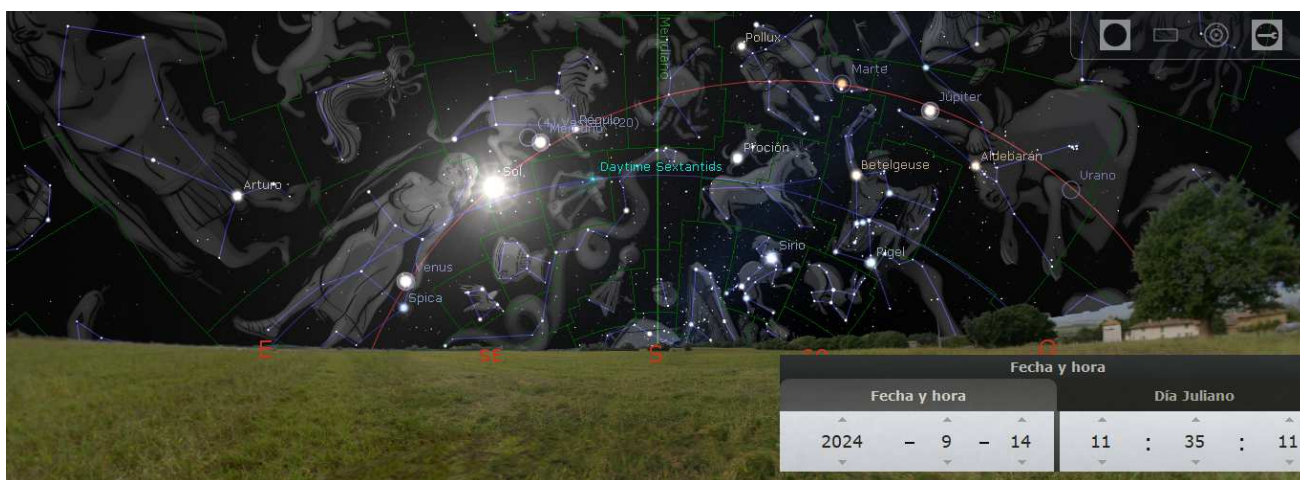 Pollux
Meridiano
Marte
Júpiter
Régulo
Mercurio
Daytime Sextantids
Proción
Aldebarán
Sol
Betelgeuse
Urano
Arturo
Sirio
Rigel
Venus
Spica
E
SE
S
SO
O
Fecha y hora
Fecha y hora Día Juliano
2024 - 9 - 14 11 : 35 : 11